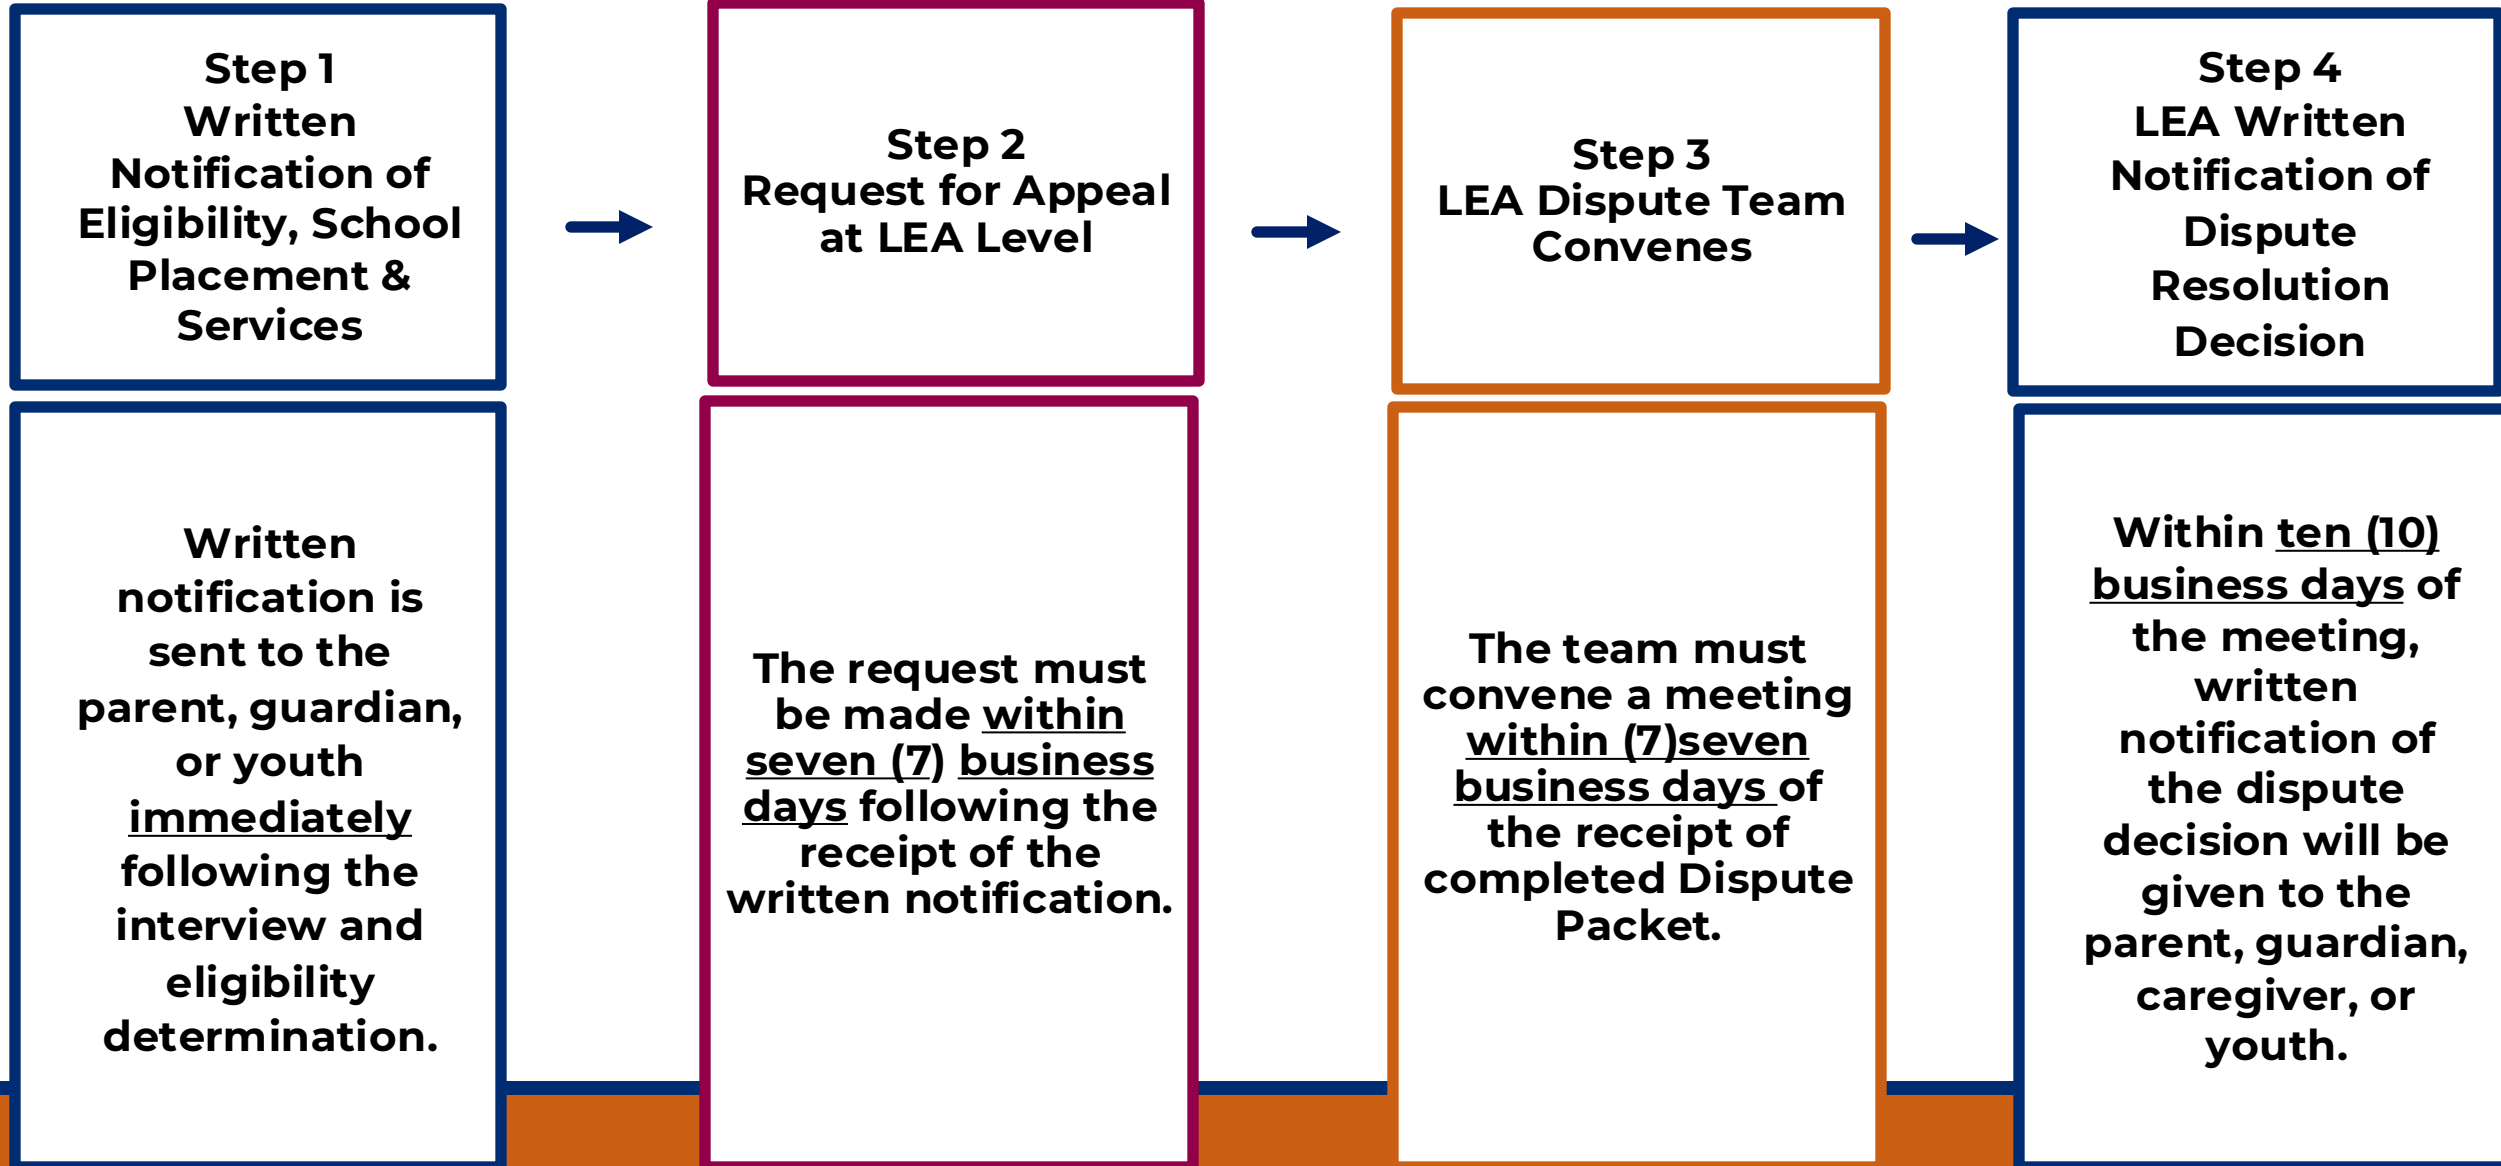 Step 1
Written
Notification of
Eligibility, School
Placement &
Services
Step 2
Request for Appeal
at LEA Level
Step 3
LEA Dispute Team
Convenes
Step 4
LEA Written
Notification of
Dispute
Resolution
Decision
Written
notification is
sent to the
parent, guardian,
or youth
immediately
following the
interview and
eligibility
determination.
The request must
be made within
seven (7) business
days following the
receipt of the
written notification.
The team must
convene a meeting
within (7)seven
business days of
the receipt of
completed Dispute
Packet.
Within ten (10)
business days of
the meeting,
written
notification of
the dispute
decision will be
given to the
parent, guardian,
caregiver, or
youth.